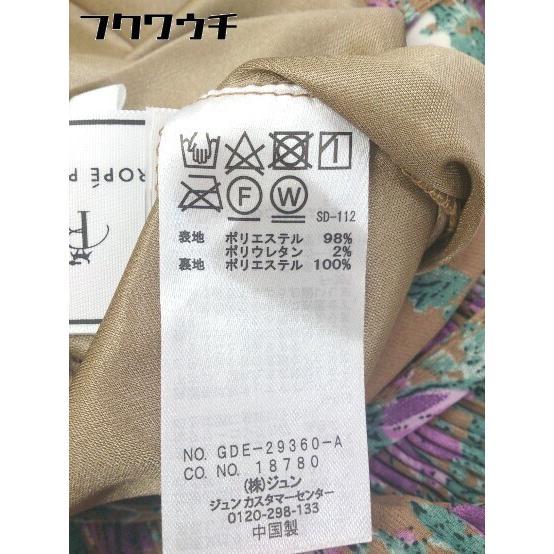 フクワウチ
ROPÉ P
F
W
SD-112
表地 ポリエステル 98%
ポリウレタン 2%
裏地 ポリエステル 100%
NO. GDE-29360-A
CO. NO. 18780
(株)ジュン
ジュンカスタマーセンター
0120-298-133
中国製